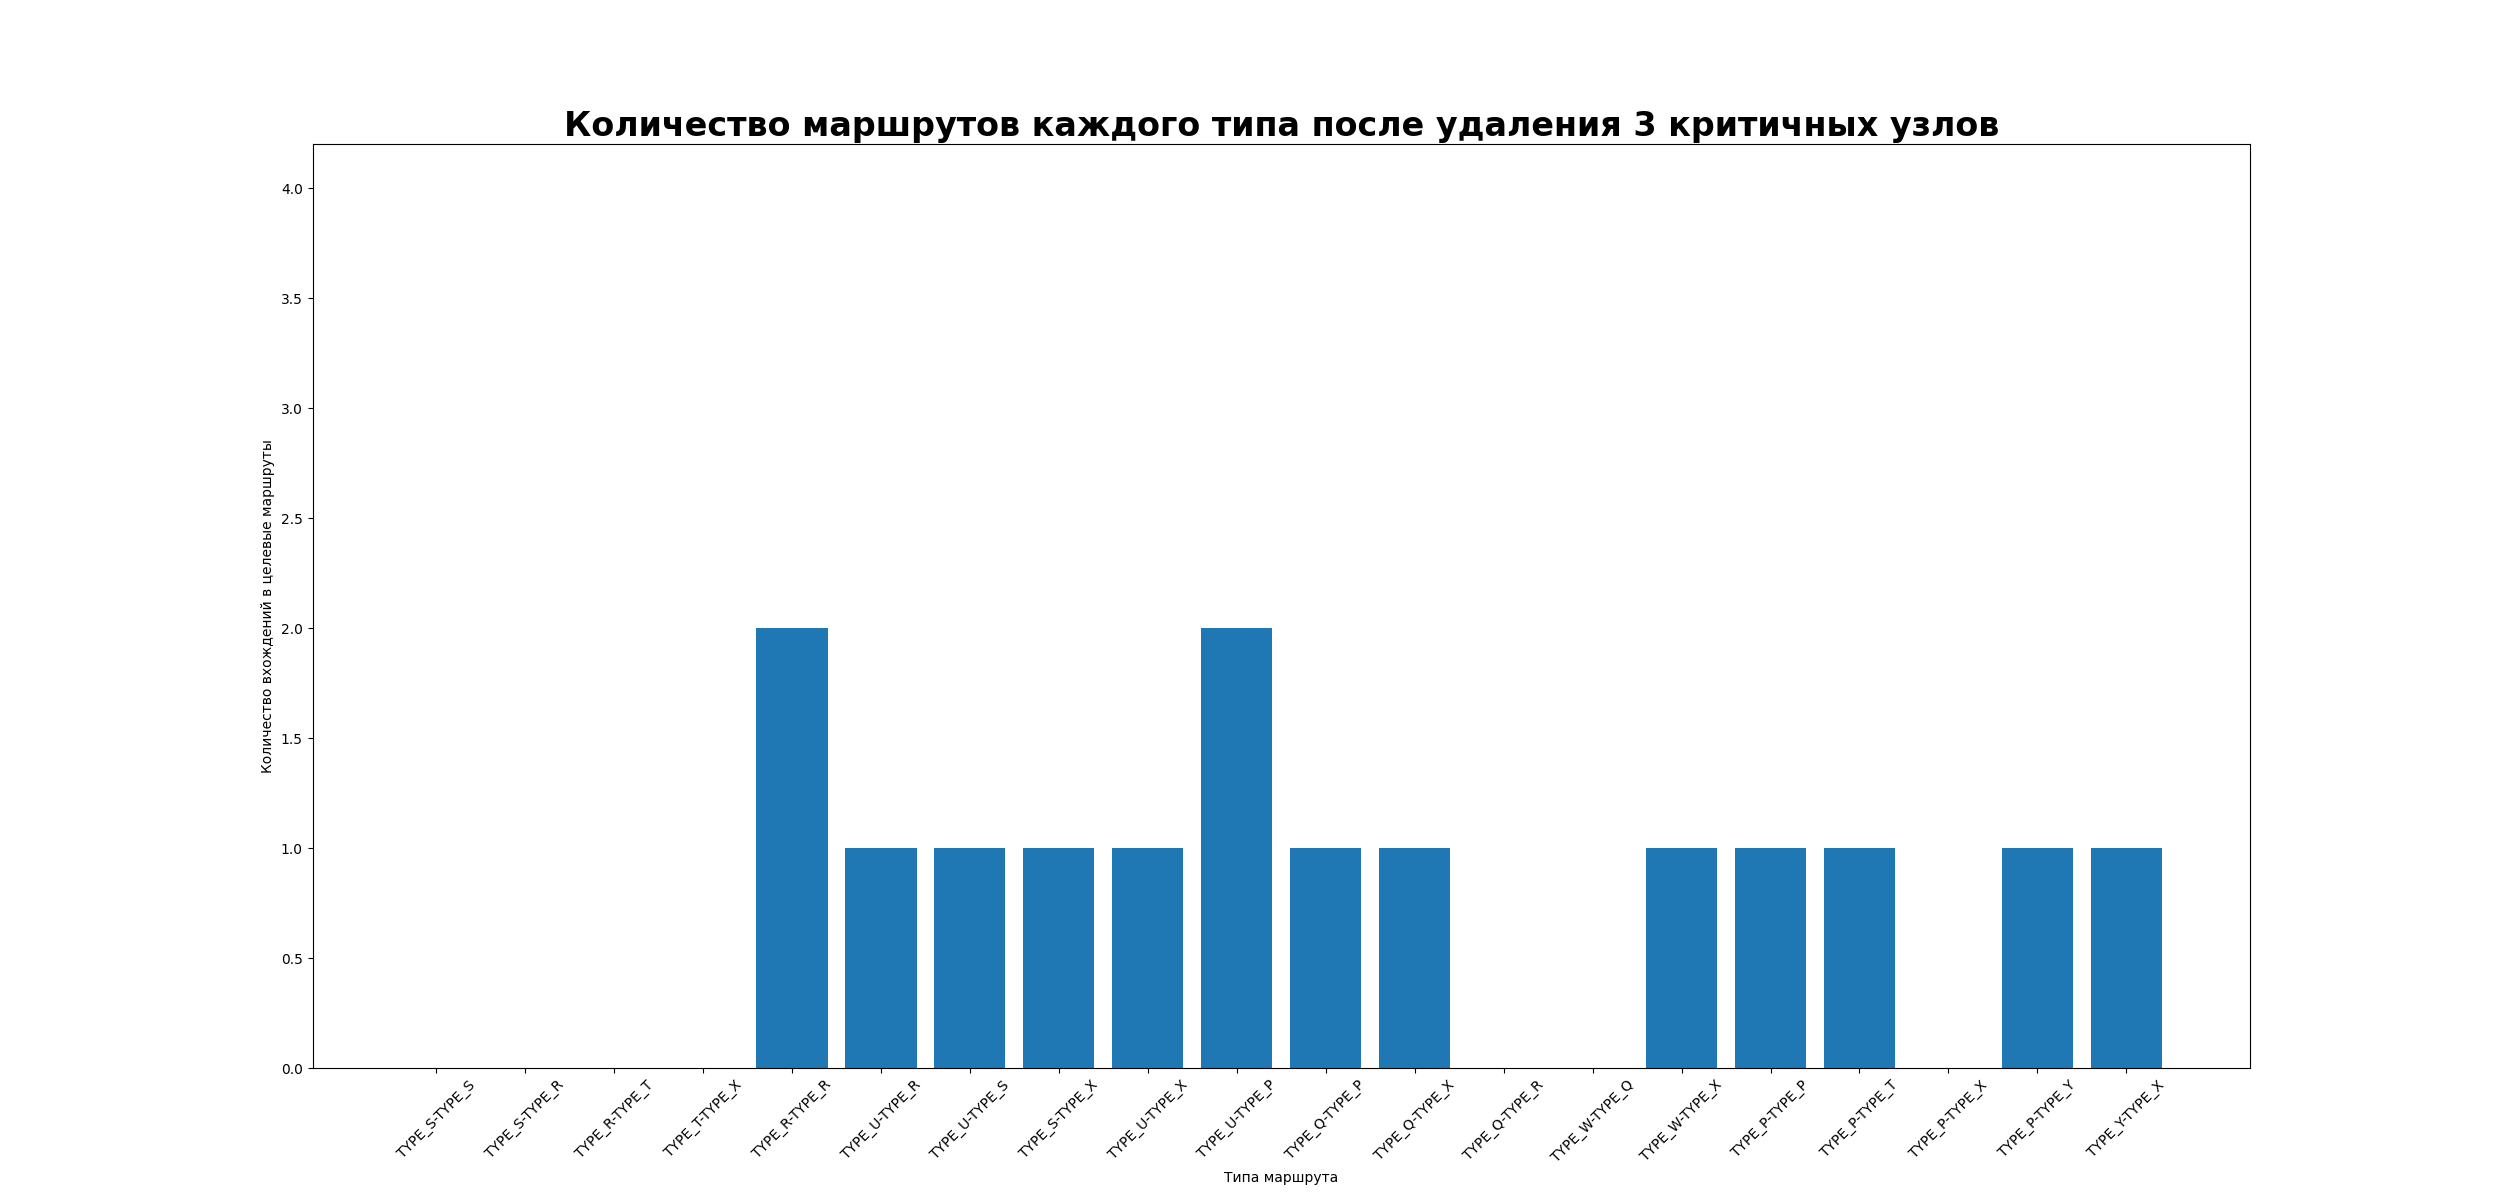 Количество маршрутов каждого типа после удаления 3 критичных узлов
Количество вхождений в целевые маршруты
4.0
3.5
3.0
2.5
2.0
1.5
1.0
0.5
0.0
TYPE_S-TYPE_S
TYPE_S-TYPE_R
TYPE_R-TYPE_T
TYPE_T-TYPE_X
TYPE_R-TYPE_R
TYPE_U-TYPE_R
TYPE_U-TYPE_S
TYPE_S-TYPE_X
TYPE_U-TYPE_X
TYPE_U-TYPE_P
TYPE_Q-TYPE_P
TYPE_Q-TYPE_X
TYPE_Q-TYPE_R
TYPE_W-TYPE_Q
TYPE_W-TYPE_X
TYPE_P-TYPE_P
TYPE_P-TYPE_T
TYPE_P-TYPE_X
TYPE_P-TYPE_Y
TYPE_Y-TYPE_X
Типа маршрута